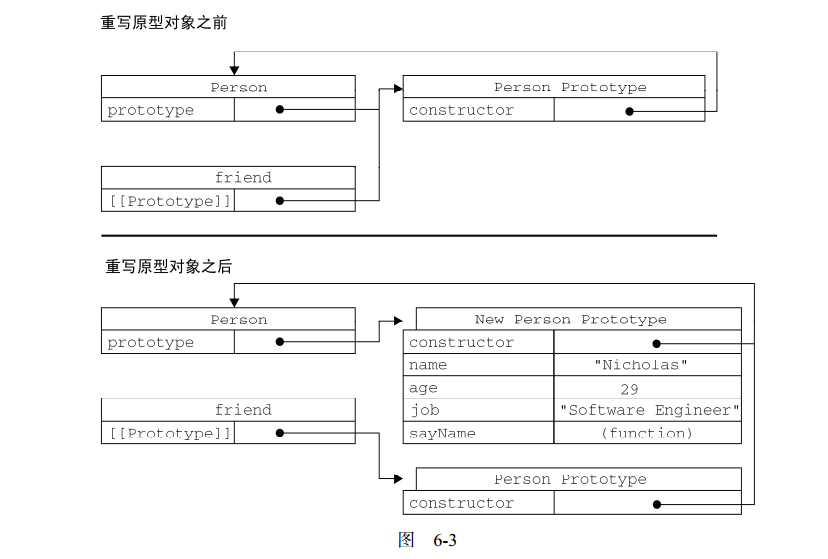 重写原型对象之前
Person
prototype
Person Prototype
constructor
friend
[[Prototype]]
重写原型对象之后
Person
prototype
New Person Prototype
constructor
name "Nicholas"
age 29
job "Software Engineer"
sayName (function)
friend
[[Prototype]]
Person Prototype
constructor
图 6-3